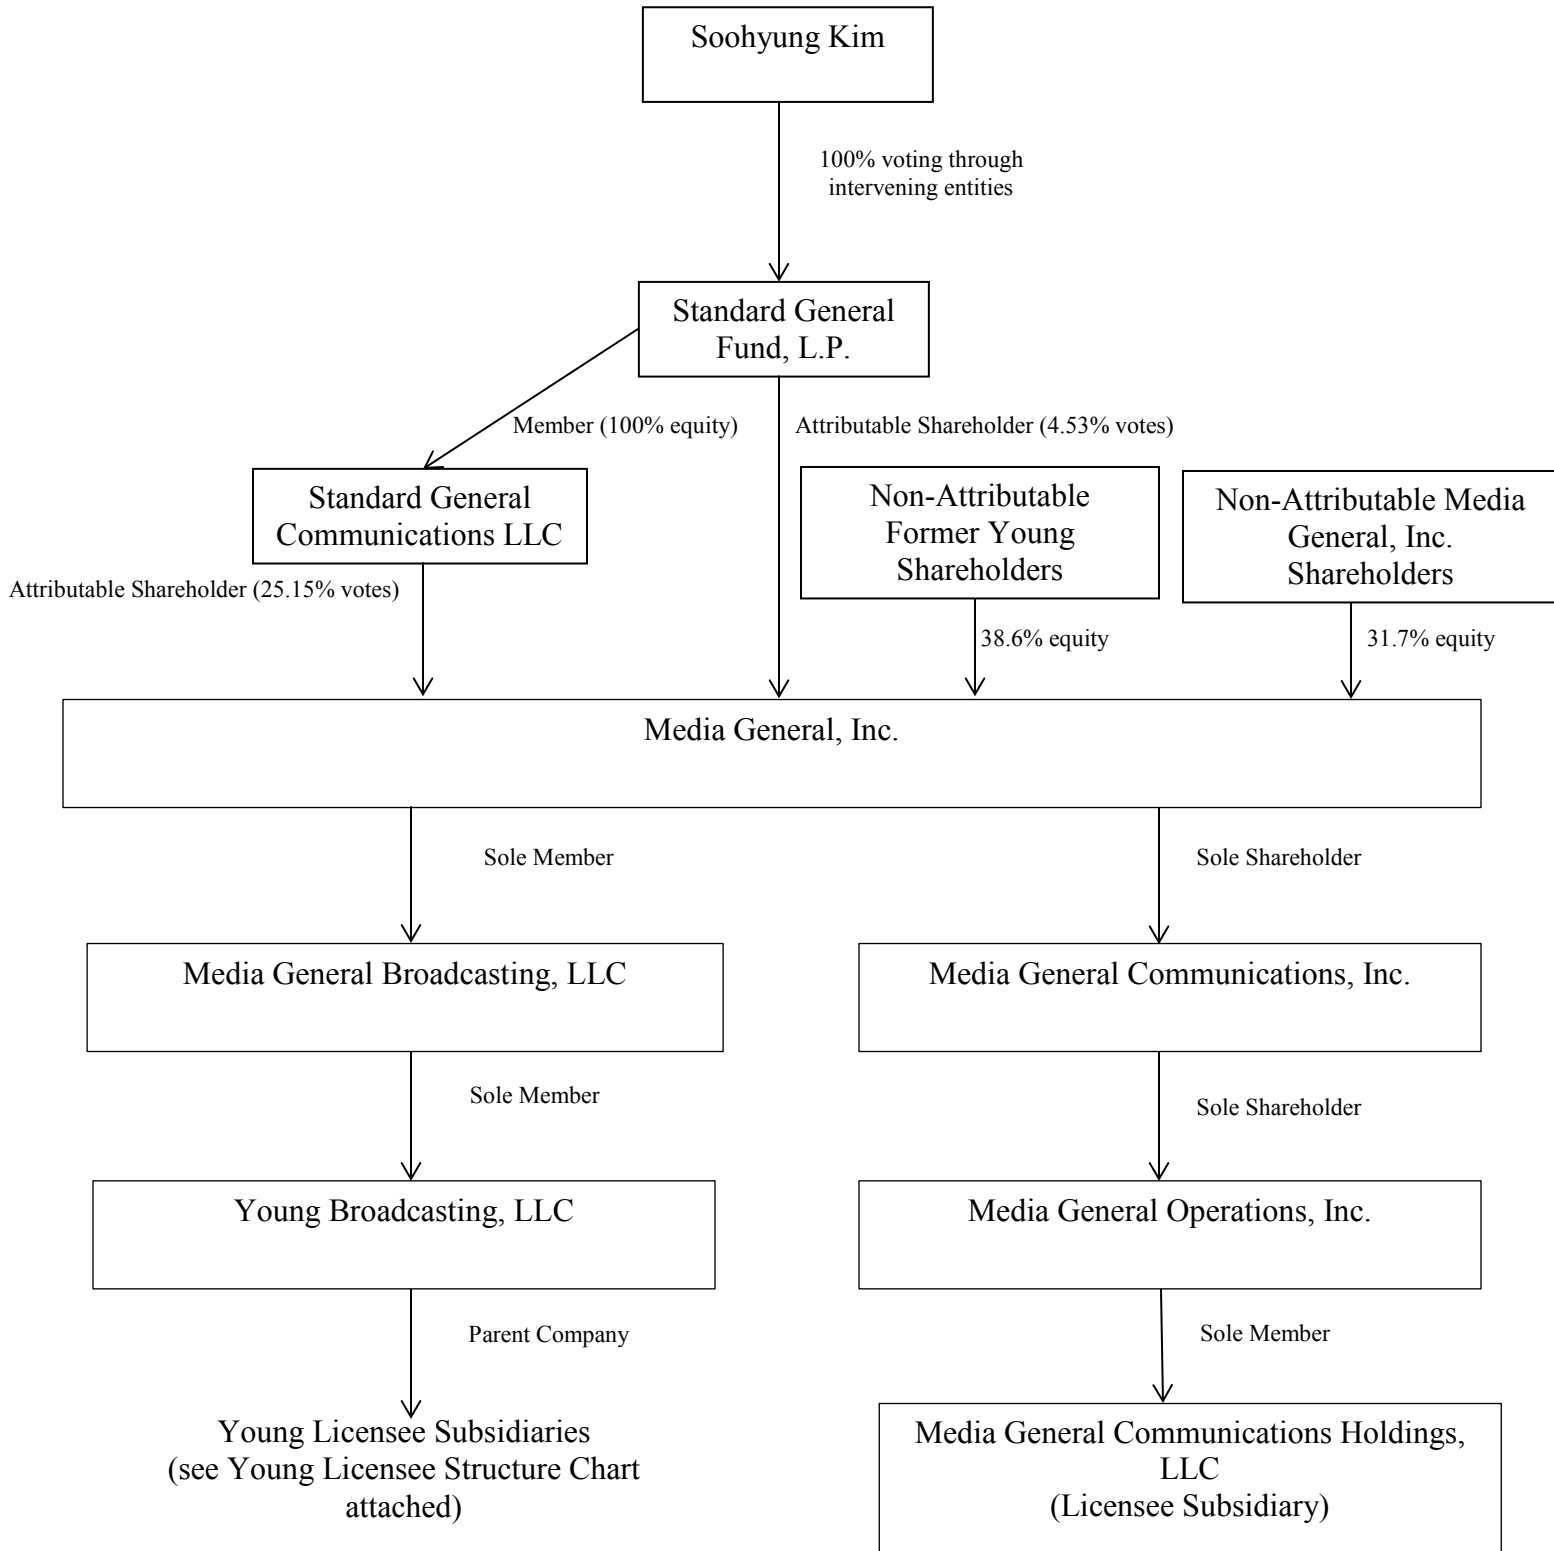 Soohyung Kim
100% voting through
intervening entities
Standard General
Fund, L.P.
Member (100% equity)
Attributable Shareholder (4.53% votes)
Standard General
Communications LLC
Non-Attributable
Former Young
Shareholders
Non-Attributable Media
General, Inc.
Shareholders
Attributable Shareholder (25.15% votes)
38.6% equity
31.7% equity
Media General, Inc.
Sole Member
Sole Shareholder
Media General Broadcasting, LLC
Media General Communications, Inc.
Sole Member
Sole Shareholder
Young Broadcasting, LLC
Media General Operations, Inc.
Parent Company
Sole Member
Young Licensee Subsidiaries
(see Young Licensee Structure Chart
attached)
Media General Communications Holdings,
LLC
(Licensee Subsidiary)